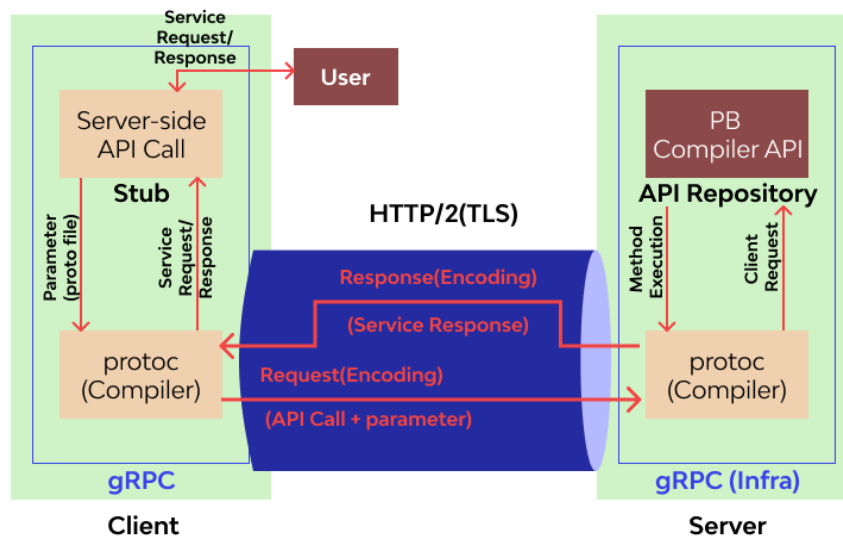 Service
Request/
Response
User
Server-side
API Call
Stub
Parameter
(proto file)
Service
Request/
Response
protoc
(Compiler)
gRPC
Client
HTTP/2(TLS)
Response(Encoding)
(Service Response)
Request(Encoding)
(API Call + parameter)
PB
Compiler API
API Repository
Method
Execution
Client
Request
protoc
(Compiler)
gRPC (Infra)
Server